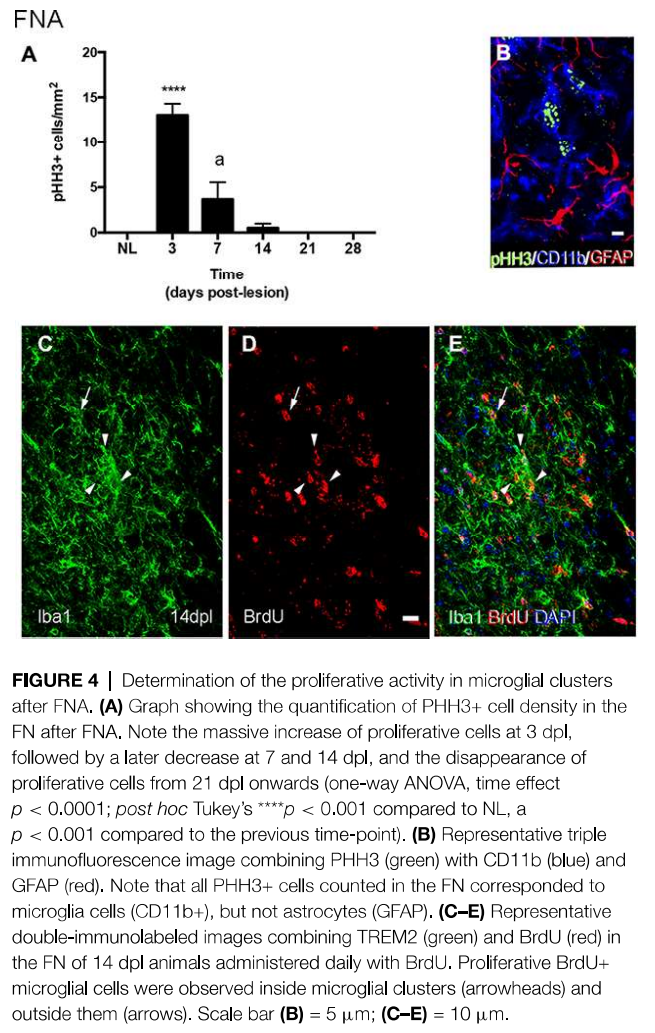 FNA
A
20
15
10
5
0
pHH3+ cells/mm²
****
a
NL 3 7 14 21 28
Time
(days post-lesion)
B
pHH3/CD11b/GFAP
C
D
E
Iba1 14dpl
BrdU
Iba1 BrdU DAPI
FIGURE 4 | Determination of the proliferative activity in microglial clusters
after FNA. (A) Graph showing the quantification of PHH3+ cell density in the
FN after FNA. Note the massive increase of proliferative cells at 3 dpl,
followed by a later decrease at 7 and 14 dpl, and the disappearance of
proliferative cells from 21 dpl onwards (one-way ANOVA, time effect
p < 0.0001; post hoc Tukey's ****p < 0.001 compared to NL, a
p < 0.001 compared to the previous time-point). (B) Representative triple
immunofluorescence image combining PHH3 (green) with CD11b (blue) and
GFAP (red). Note that all PHH3+ cells counted in the FN corresponded to
microglia cells (CD11b+), but not astrocytes (GFAP). (C–E) Representative
double-immunolabeled images combining TREM2 (green) and BrdU (red) in
the FN of 14 dpl animals administered daily with BrdU. Proliferative BrdU+
microglial cells were observed inside microglial clusters (arrowheads) and
outside them (arrows). Scale bar (B) = 5 μm; (C–E) = 10 μm.